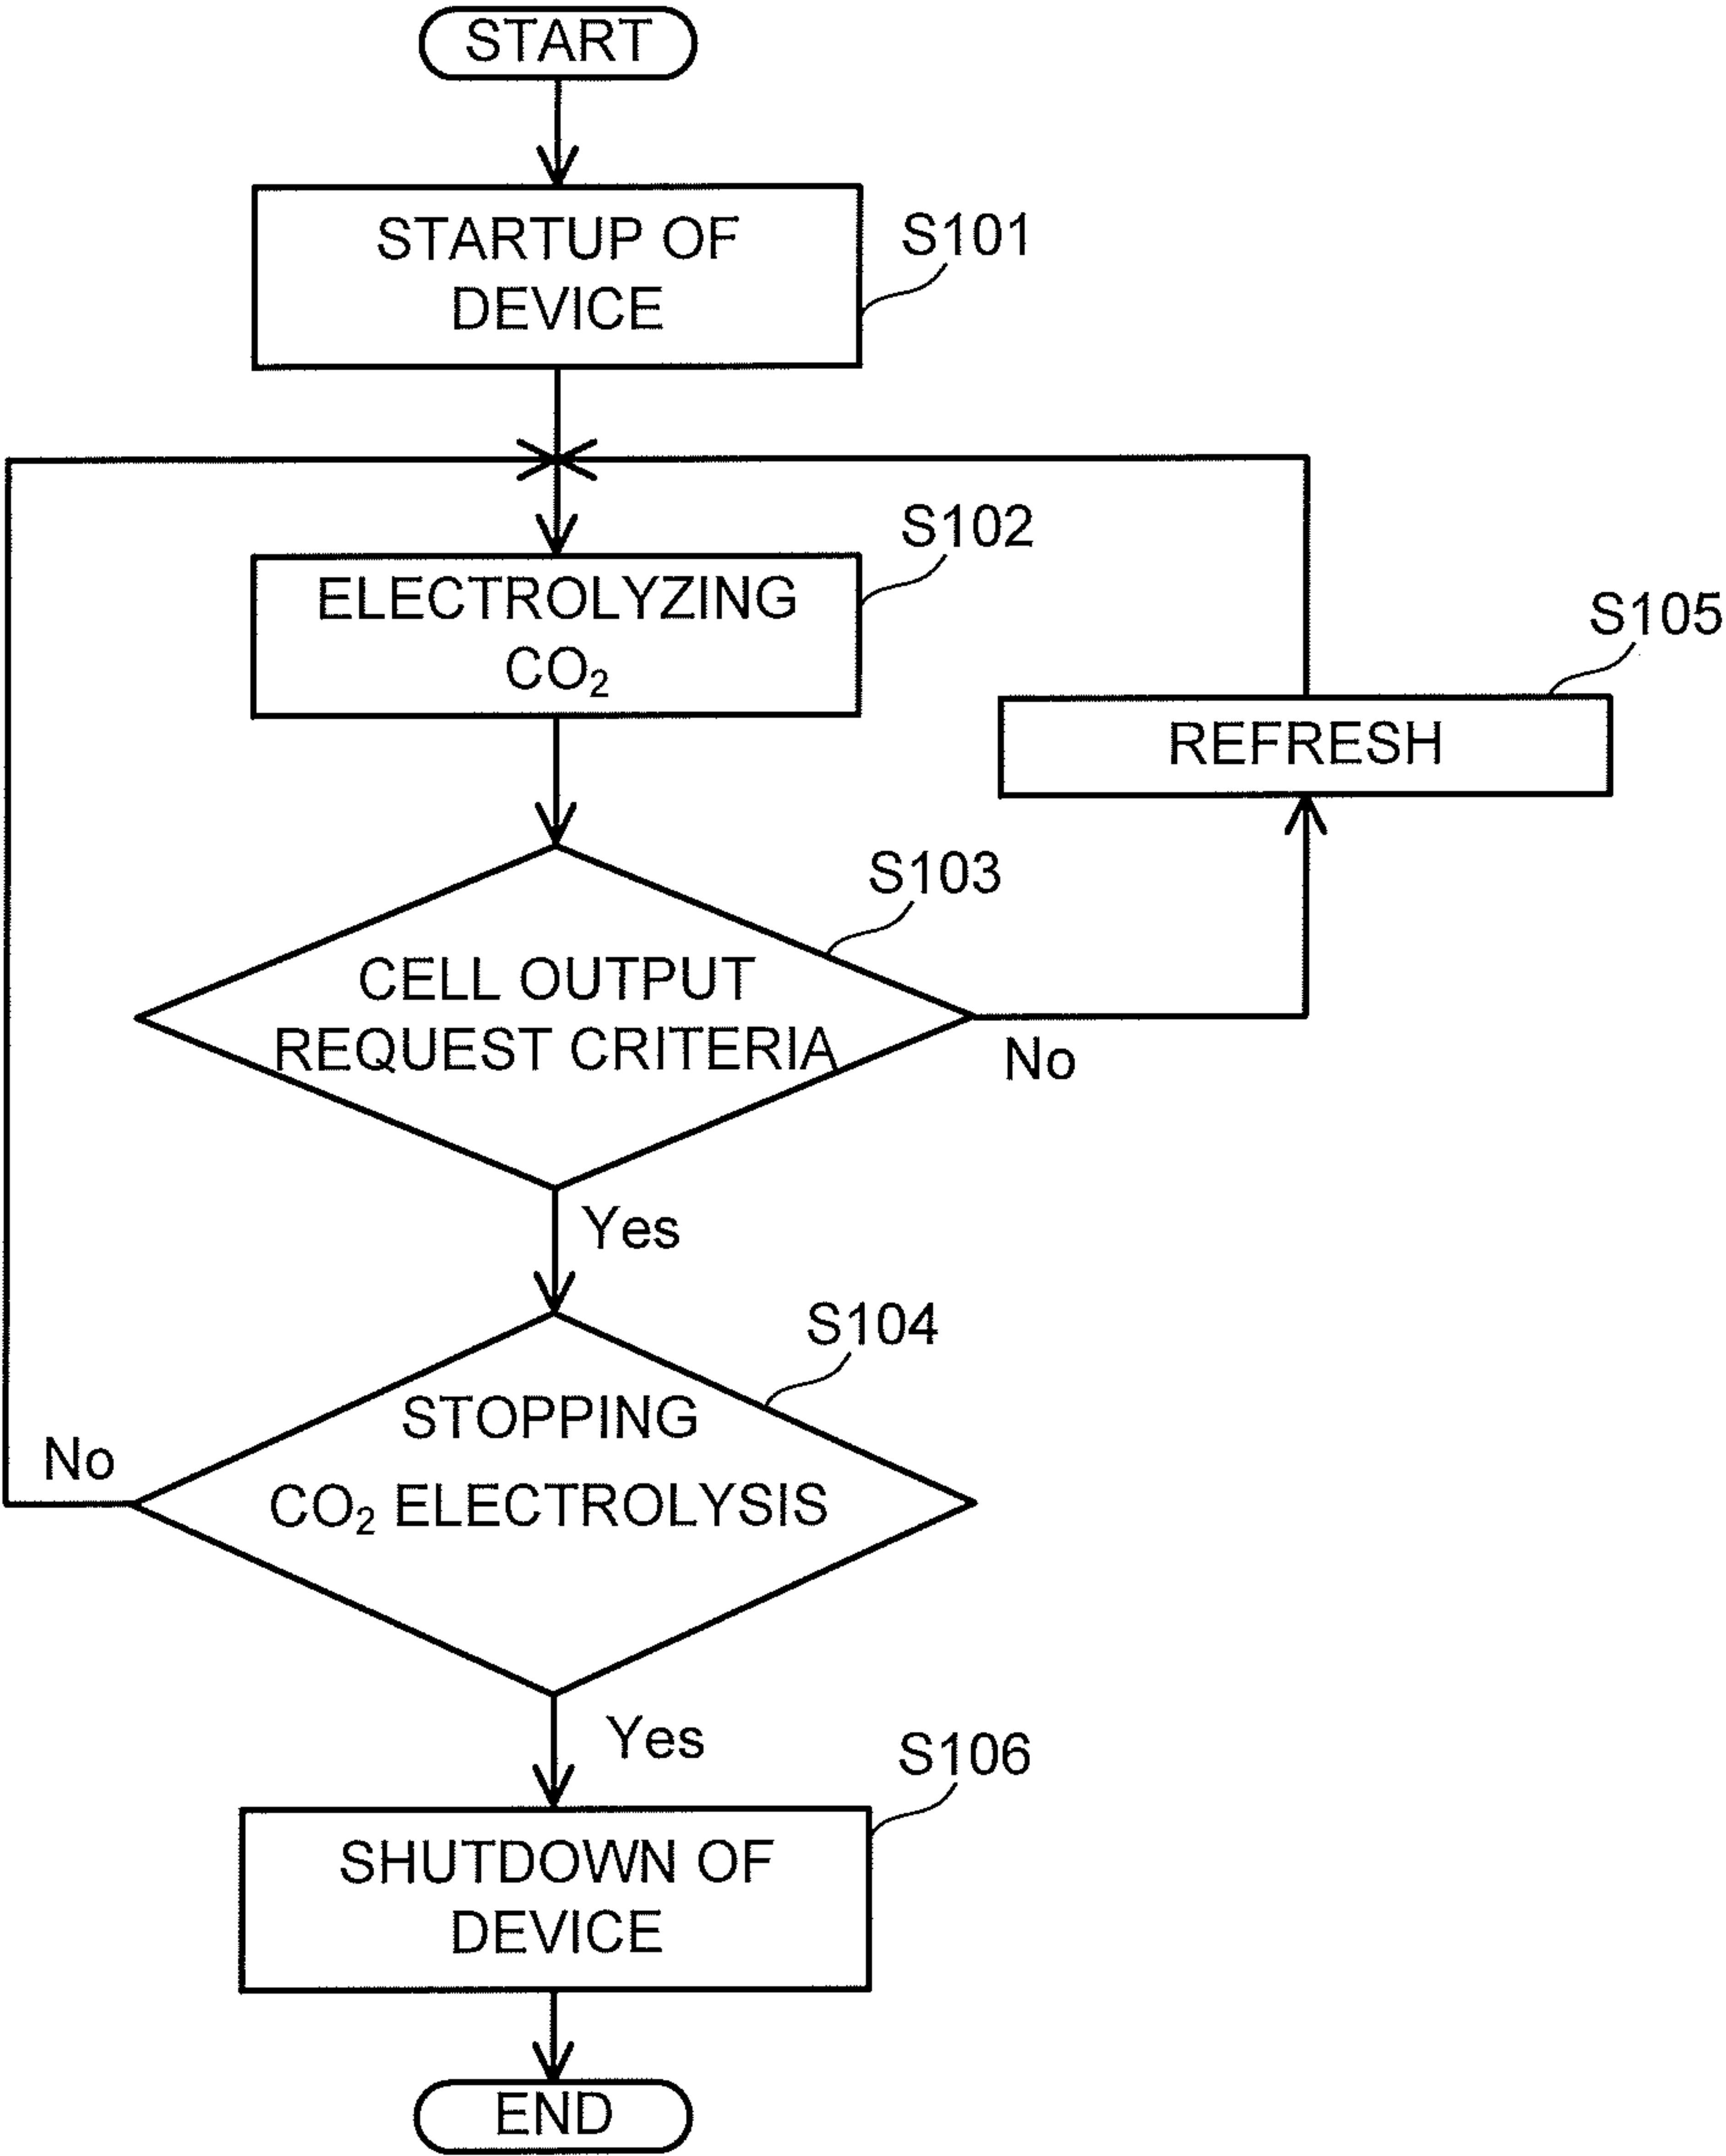 START
STARTUP OF
DEVICE
S101
S102
ELECTROLYZING
CO₂
S105
REFRESH
S103
CELL OUTPUT
REQUEST CRITERIA
No
Yes
S104
STOPPING
CO₂ ELECTROLYSIS
No
Yes
S106
SHUTDOWN OF
DEVICE
END